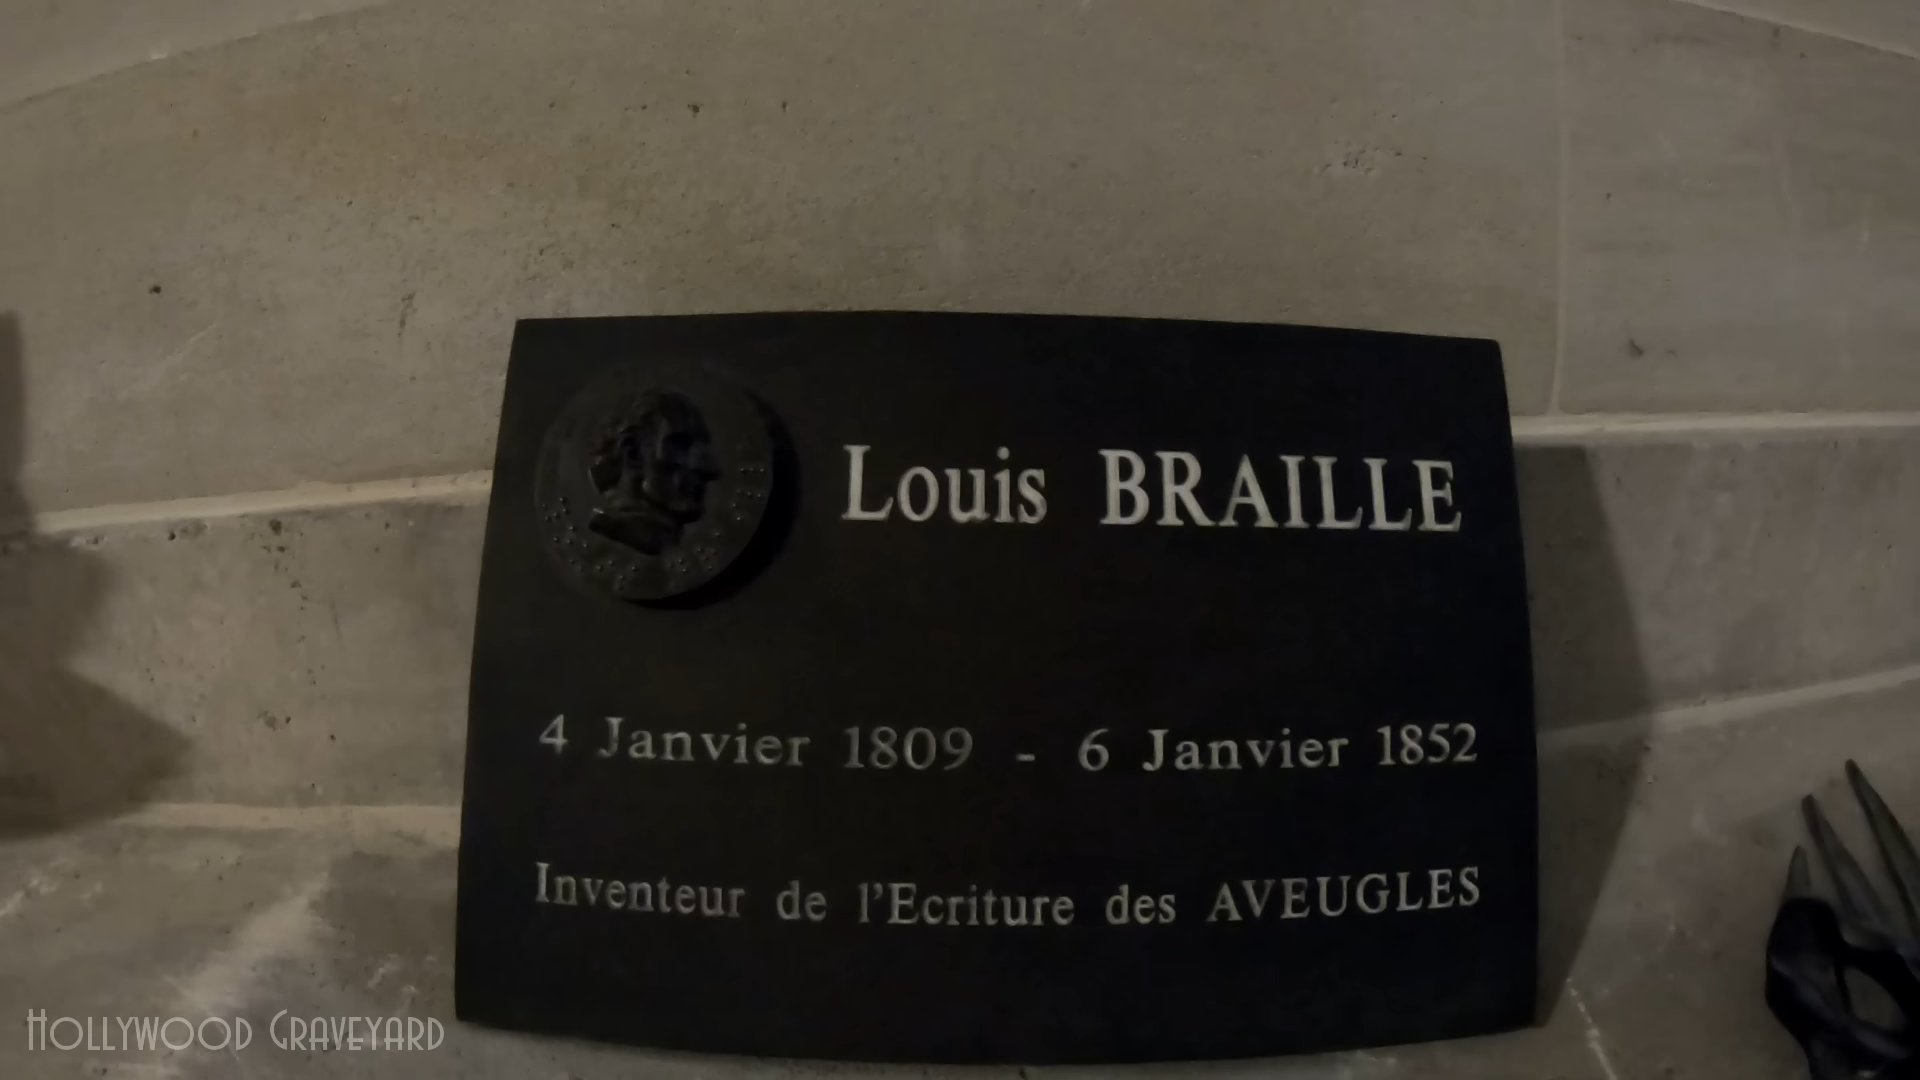 Louis BRAILLE
4 Janvier 1809 - 6 Janvier 1852
Inventeur de l'Ecriture des AVEUGLES
HOLLYWOOD GRAVEYARD